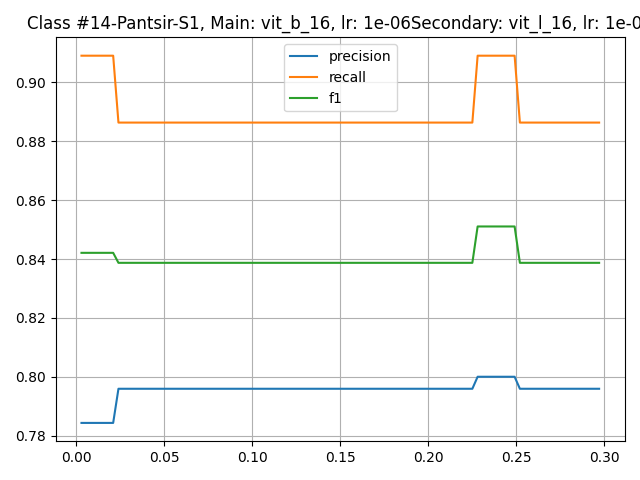 Class #14-Pantsir-S1, Main: vit_b_16, lr: 1e-06Secondary: vit_l_16, lr: 1e-0
precision
recall
f1
0.90
0.88
0.86
0.84
0.82
0.80
0.78
0.00 0.05 0.10 0.15 0.20 0.25 0.30